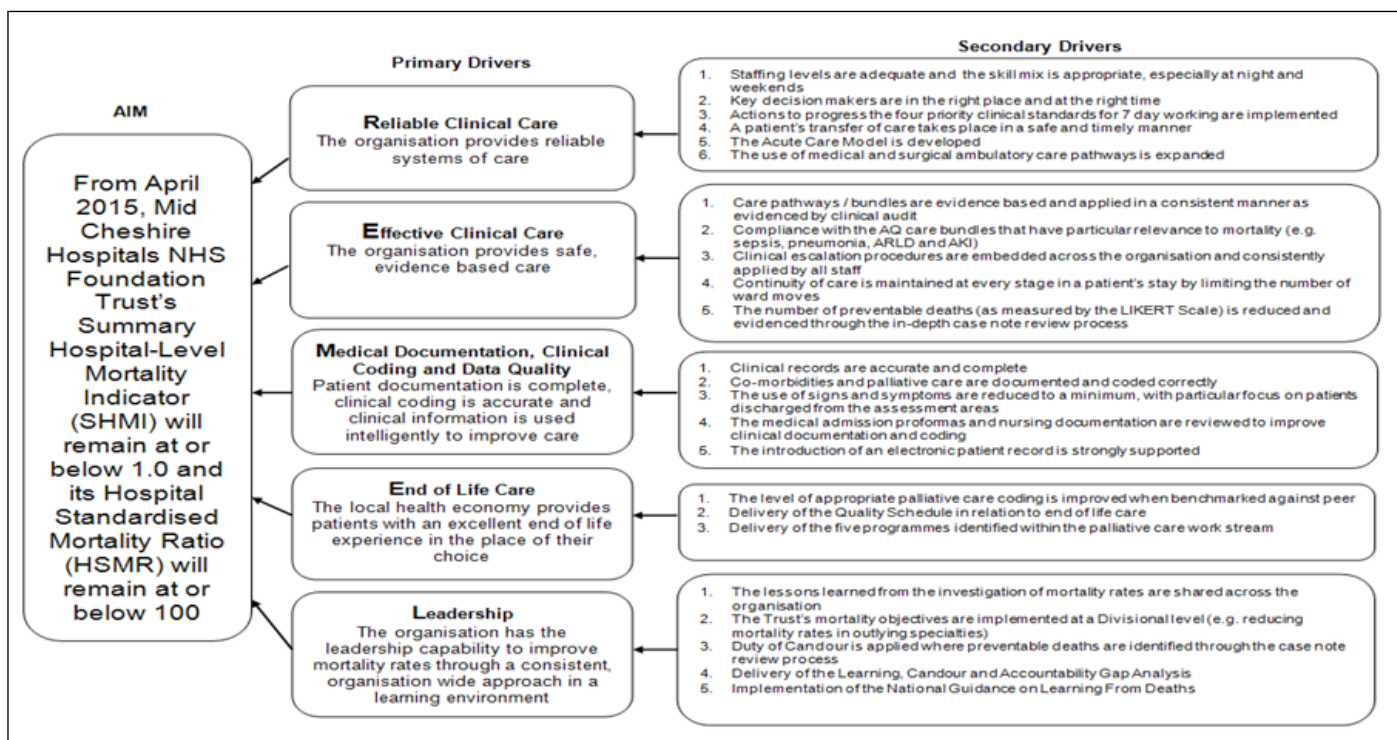 AIM
From April
2015, Mid
Cheshire
Hospitals NHS
Foundation
Trust's
Summary
Hospital-Level
Mortality
Indicator
(SHMI) will
remain at or
below 1.0 and
its Hospital
Standardised
Mortality Ratio
(HSMR) will
remain at or
below 100
Primary Drivers
Reliable Clinical Care
The organisation provides reliable
systems of care
Effective Clinical Care
The organisation provides safe,
evidence based care
Medical Documentation, Clinical
Coding and Data Quality
Patient documentation is complete,
clinical coding is accurate and
clinical information is used
intelligently to improve care
End of Life Care
The local health economy provides
patients with an excellent end of life
experience in the place of their
choice
Leadership
The organisation has the
leadership capability to improve
mortality rates through a consistent,
organisation wide approach in a
learning environment
Secondary Drivers
1. Staffing levels are adequate and the skill mix is appropriate, especially at night and
weekends
2. Key decision makers are in the right place and at the right time
3. Actions to progress the four priority clinical standards for 7 day working are implemented
4. A patient's transfer of care takes place in a safe and timely manner
5. The Acute Care Model is developed
6. The use of medical and surgical ambulatory care pathways is expanded
1. Care pathways / bundles are evidence based and applied in a consistent manner as
evidenced by clinical audit
2. Compliance with the AQ care bundles that have particular relevance to mortality (e.g.
sepsis, pneumonia, ARLD and AKI)
3. Clinical escalation procedures are embedded across the organisation and consistently
applied by all staff
4. Continuity of care is maintained at every stage in a patient's stay by limiting the number of
ward moves
5. The number of preventable deaths (as measured by the LIKERT Scale) is reduced and
evidenced through the in-depth case note review process
1. Clinical records are accurate and complete
2. Co-morbidities and palliative care are documented and coded correctly
3. The use of signs and symptoms are reduced to a minimum, with particular focus on patients
discharged from the assessment areas
4. The medical admission proformas and nursing documentation are reviewed to improve
clinical documentation and coding
5. The introduction of an electronic patient record is strongly supported
1. The level of appropriate palliative care coding is improved when benchmarked against peer
2. Delivery of the Quality Schedule in relation to end of life care
3. Delivery of the five programmes identified within the palliative care work stream
1. The lessons learned from the investigation of mortality rates are shared across the
organisation
2. The Trust's mortality objectives are implemented at a Divisional level (e.g. reducing
mortality rates in outlying specialties)
3. Duty of Candour is applied where preventable deaths are identified through the case note
review process
4. Delivery of the Learning, Candour and Accountability Gap Analysis
5. Implementation of the National Guidance on Learning From Deaths